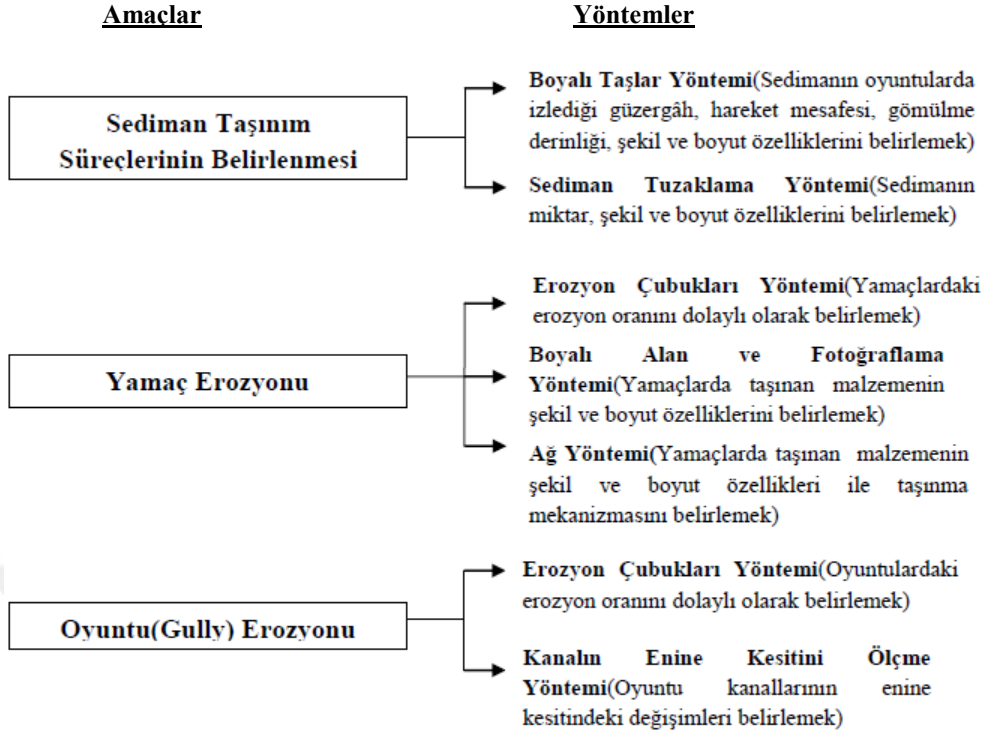 Amaçlar
Yöntemler
Sediman Taşınım
Süreçlerinin Belirlenmesi
Boyalı Taşlar Yöntemi(Sedimanın oyuntularda
izlediği güzergâh, hareket mesafesi, gömülme
derinliği, şekil ve boyut özelliklerini belirlemek)
Sediman Tuzaklama Yöntemi(Sedimanın
miktar, şekil ve boyut özelliklerini belirlemek)
Yamaç Erozyonu
Erozyon Çubukları Yöntemi(Yamaçlardaki
erozyon oranını dolaylı olarak belirlemek)
Boyalı Alan ve Fotoğraflama
Yöntemi(Yamaçlarda taşınan malzemenin
şekil ve boyut özelliklerini belirlemek)
Ağ Yöntemi(Yamaçlarda taşınan malzemenin
şekil ve boyut özellikleri ile taşınma
mekanizmasını belirlemek)
Oyuntu(Gully) Erozyonu
Erozyon Çubukları Yöntemi(Oyuntulardaki
erozyon oranını dolaylı olarak belirlemek)
Kanalın Enine Kesitini Ölçme
Yöntemi(Oyuntu kanallarının enine
kesitindeki değişimleri belirlemek)